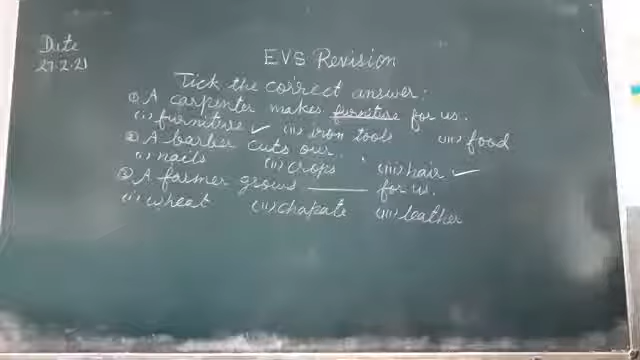 Date
27.2.21
EVS Revision
Tick the correct answer:
① A carpenter makes furniture for us.
(i) furniture ✓ (ii) iron tools (iii) food
② A barber cuts our.
(i) nails (ii) crops (iii) hair ✓
③ A farmer grows ______ for us.
(i) wheat (ii) chapate (iii) leather